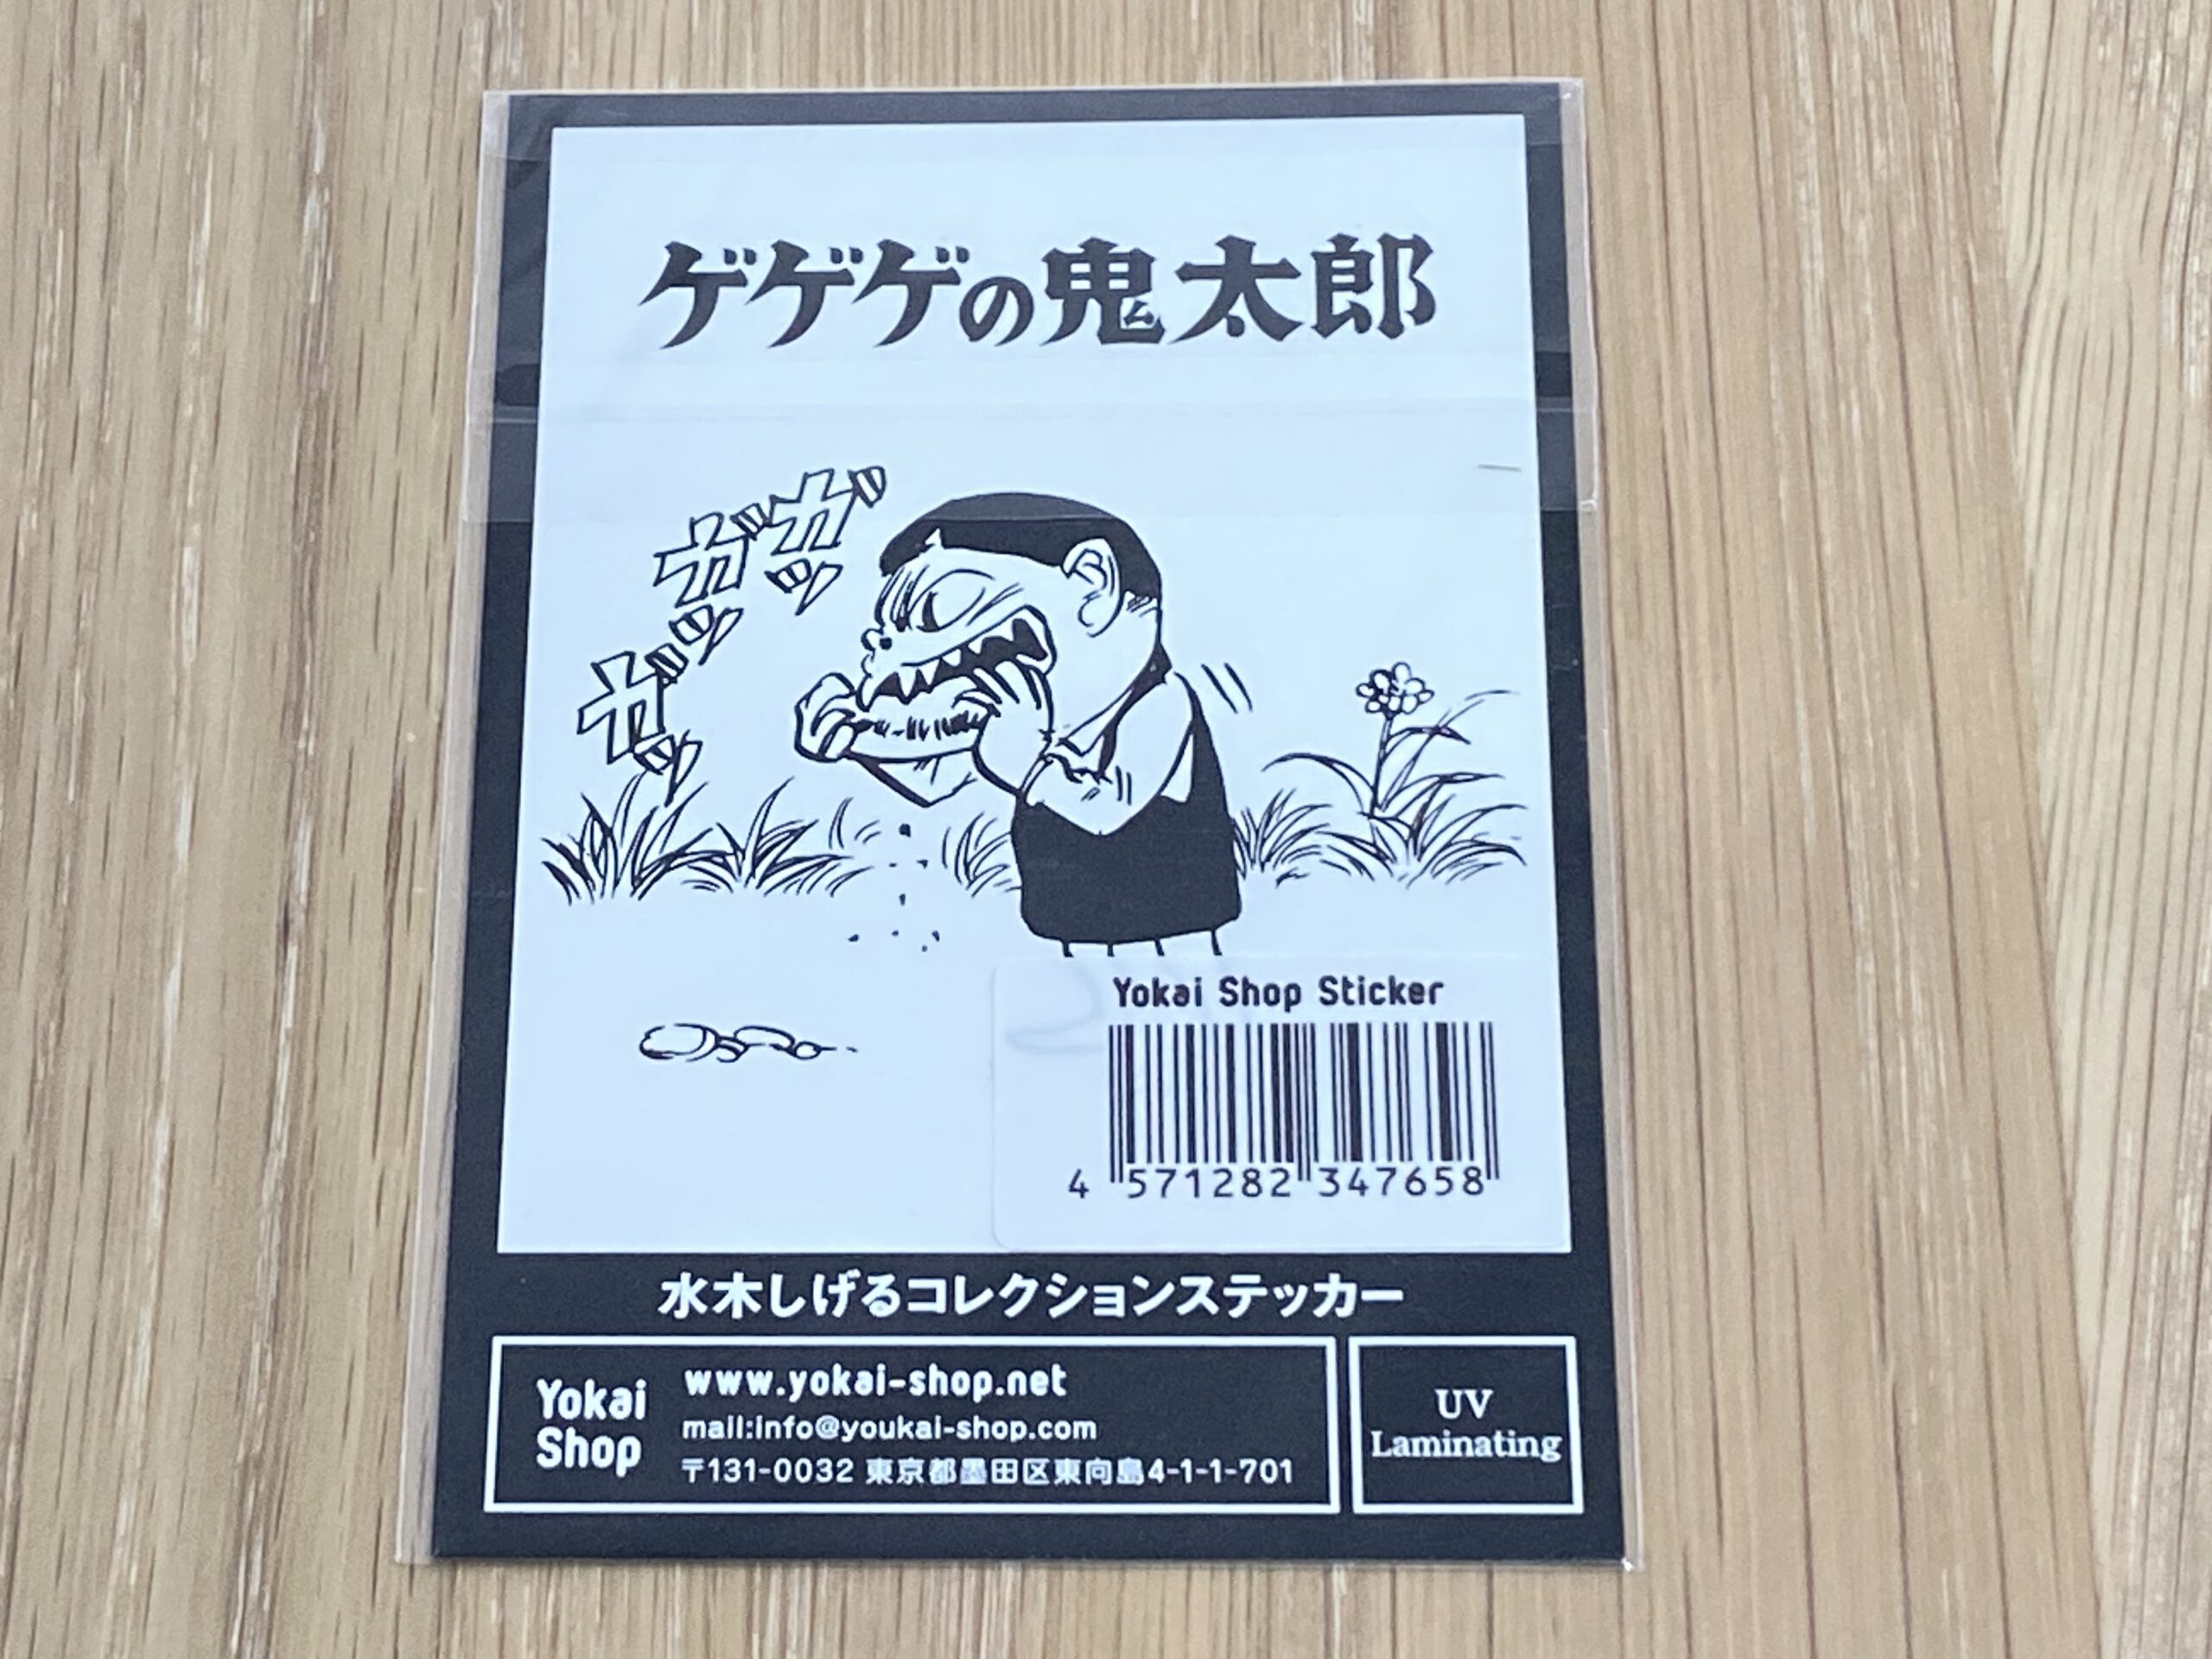 ゲゲゲの鬼太郎
ガッ
ガッ
ガッ
Yokai Shop Sticker
4 571282 347658
水木しげるコレクションステッカー
Yokai Shop
www.yokai-shop.net
mail:info@youkai-shop.com
〒131-0032 東京都墨田区東向島4-1-1-701
UV
Laminating